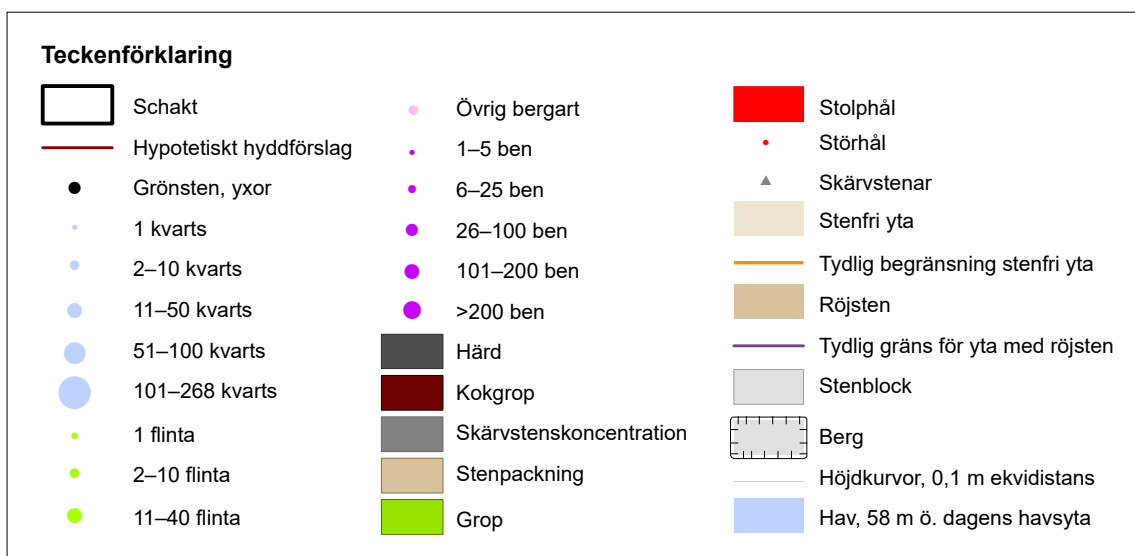 Teckenförklaring
Schakt
Hypotetiskt hyddförslag
Grönsten, yxor
1 kvarts
2–10 kvarts
11–50 kvarts
51–100 kvarts
101–268 kvarts
1 flinta
2–10 flinta
11–40 flinta
Övrig bergart
1–5 ben
6–25 ben
26–100 ben
101–200 ben
>200 ben
Härd
Kokgrop
Skärvstenskoncentration
Stenpackning
Grop
Stolphål
Störhål
Skärvstenar
Stenfri yta
Tydlig begränsning stenfri yta
Röjsten
Tydlig gräns för yta med röjsten
Stenblock
Berg
Höjdkurvor, 0,1 m ekvidistans
Hav, 58 m ö. dagens havsyta